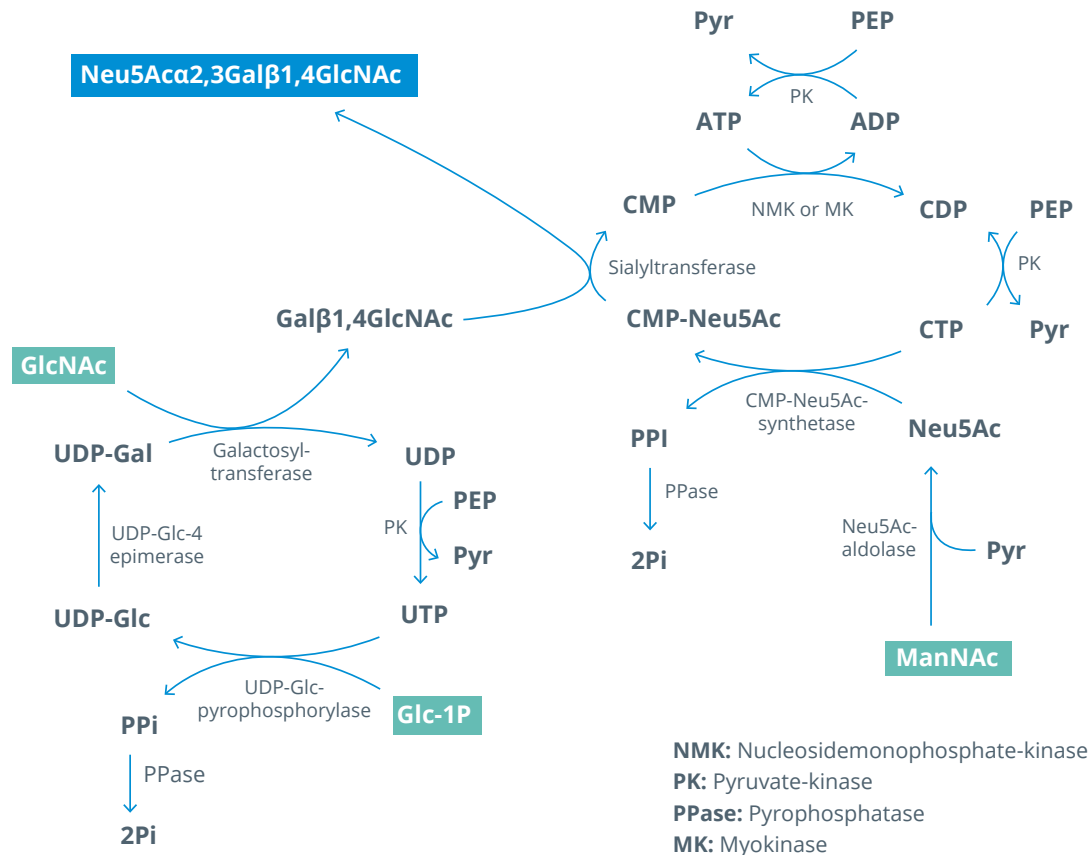 Pyr
PEP
Neu5Acα2,3Galβ1,4GlcNAc
PK
ATP
ADP
CMP
NMK or MK
CDP
PEP
Sialyltransferase
PK
Galβ1,4GlcNAc
CMP-Neu5Ac
CTP
Pyr
GlcNAc
CMP-Neu5Ac-
synthetase
UDP-Gal
Galactosyl-
transferase
UDP
PPI
Neu5Ac
PEP
PPase
PK
UDP-Glc-4
epimerase
Neu5Ac-
aldolase
Pyr
Pyr
2Pi
UDP-Glc
UTP
ManNAc
UDP-Glc-
pyrophosphorylase
Glc-1P
PPi
PPase
2Pi
NMK: Nucleosidemonophosphate-kinase
PK: Pyruvate-kinase
PPase: Pyrophosphatase
MK: Myokinase